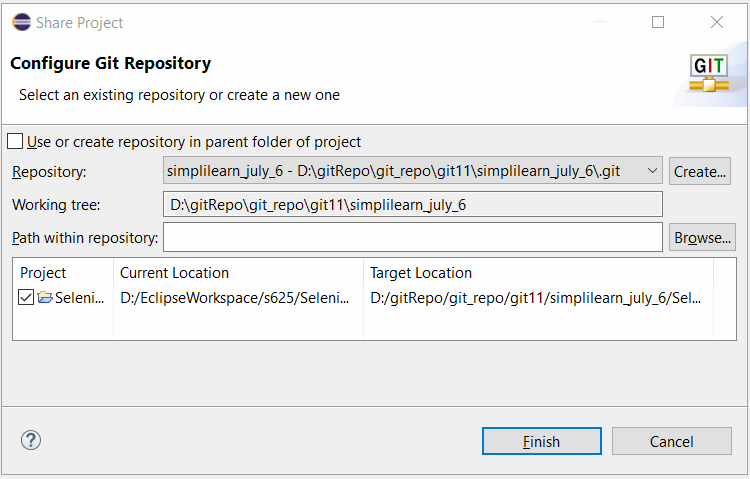 Share Project
Configure Git Repository
Select an existing repository or create a new one
GIT
Use or create repository in parent folder of project
Repository: simplilearn_july_6 - D:\gitRepo\git_repo\git11\simplilearn_july_6\.git Create...
Working tree: D:\gitRepo\git_repo\git11\simplilearn_july_6
Path within repository: Browse...
Project Current Location Target Location
Seleni... D:/EclipseWorkspace/s625/Seleni... D:/gitRepo/git_repo/git11/simplilearn_july_6/Sel...
? Finish Cancel